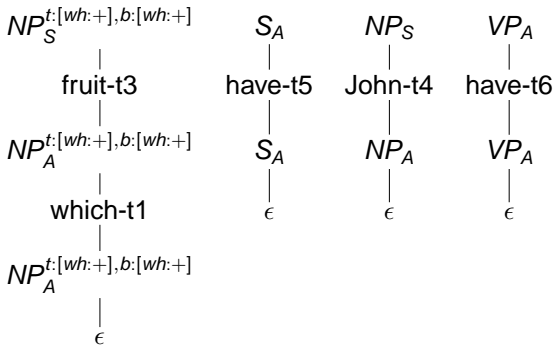 NP_S^{t:[wh:+],b:[wh:+]} S_A NP_S VP_A
fruit-t3 have-t5 John-t4 have-t6
NP_A^{t:[wh:+],b:[wh:+]} S_A NP_A VP_A
which-t1 ϵ ϵ ϵ
NP_A^{t:[wh:+],b:[wh:+]}
ϵ